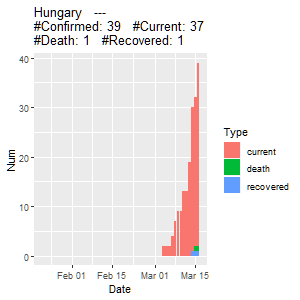 Hungary   ---
#Confirmed: 39   #Current: 37
#Death: 1   #Recovered: 1
40
30
20
10
0
Num
Feb 01
Feb 15
Mar 01
Mar 15
Date
Type
current
death
recovered